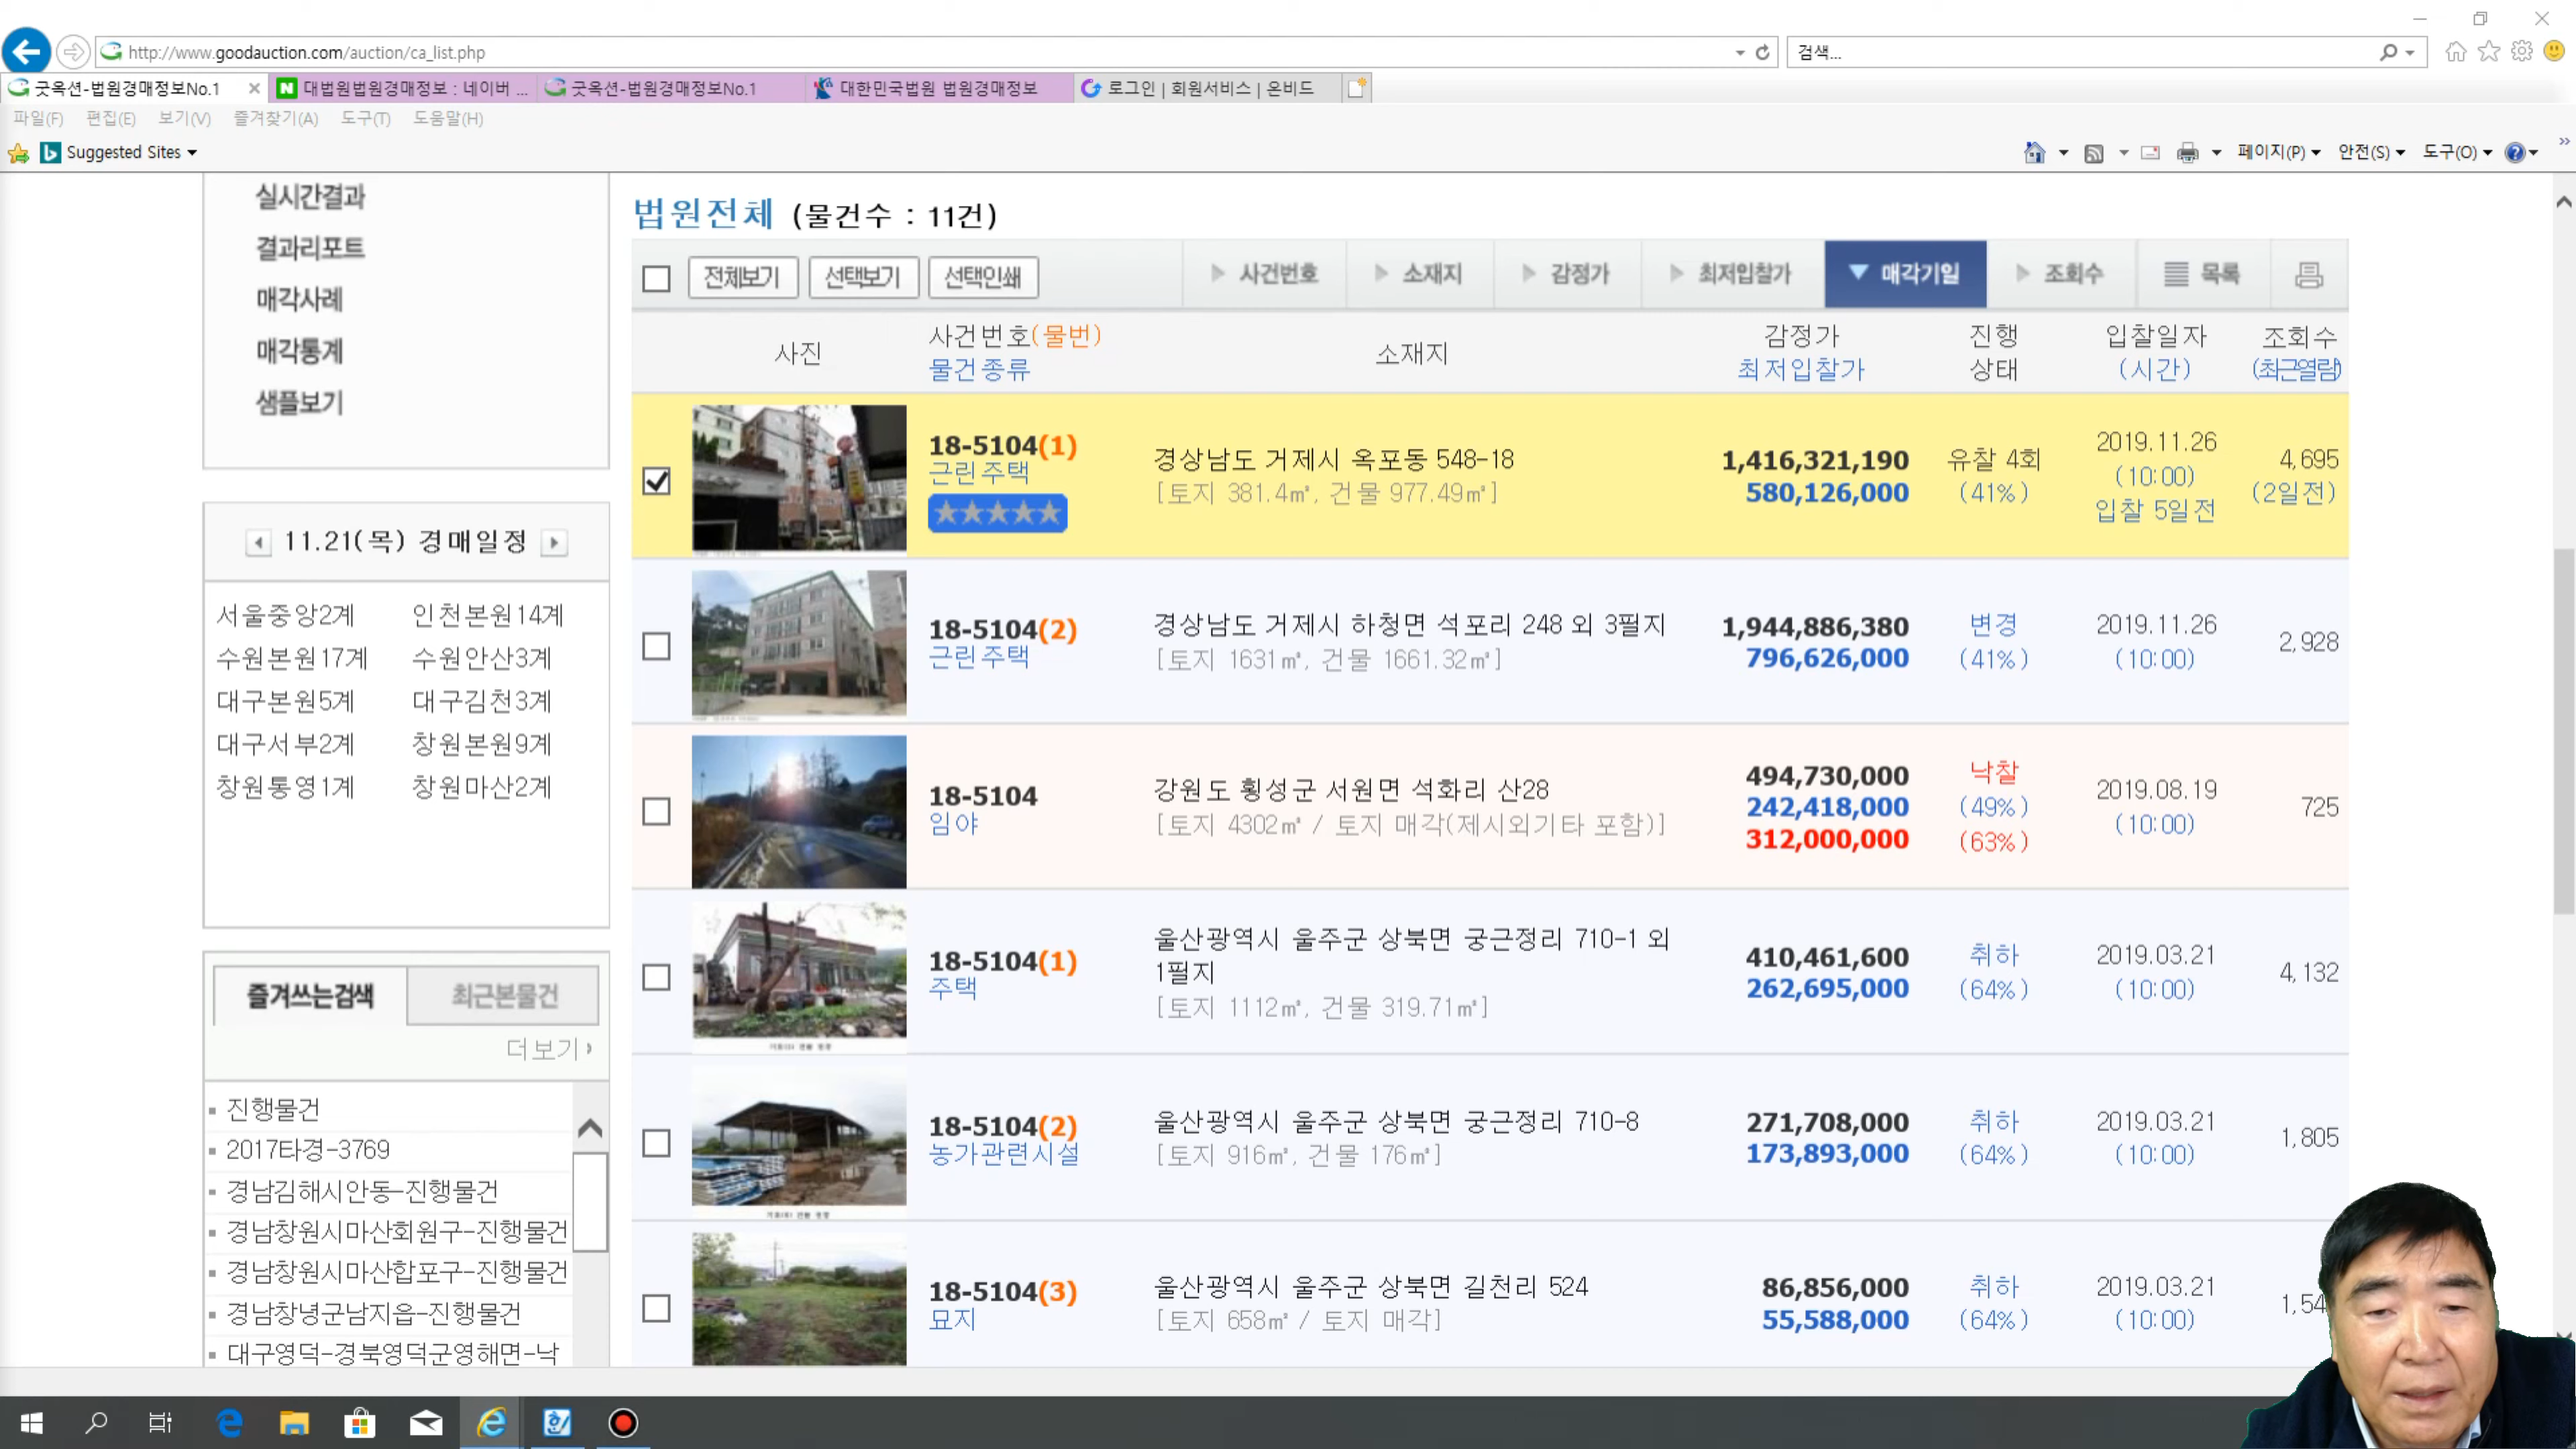 http://www.goodauction.com/auction/ca_list.php
검색...
굿옥션-법원경매정보No.1
대법원법원경매정보 : 네이버 ...
굿옥션-법원경매정보No.1
대한민국법원 법원경매정보
로그인 | 회원서비스 | 온비드
파일(F) 편집(E) 보기(V) 즐겨찾기(A) 도구(T) 도움말(H)
Suggested Sites
페이지(P) 안전(S) 도구(O)
실시간결과
결과리포트
매각사례
매각통계
샘플보기
11.21(목) 경매일정
서울중앙2계 인천본원14계
수원본원17계 수원안산3계
대구본원5계 대구김천3계
대구서부2계 창원본원9계
창원통영1계 창원마산2계
즐겨쓰는검색 최근본물건
더보기
진행물건
2017타경-3769
경남김해시안동-진행물건
경남창원시마산회원구-진행물건
경남창원시마산합포구-진행물건
경남창녕군남지읍-진행물건
대구영덕-경북영덕군영해면-낙
법원전체 (물건수 : 11건)
전체보기 선택보기 선택인쇄 사건번호 소재지 감정가 최저입찰가 매각기일 조회수 목록
사진
사건번호(물번)
물건종류
소재지
감정가
최저입찰가
진행
상태
입찰일자
(시간)
조회수
(최근열람)
18-5104(1)
근린주택
★★★★★
경상남도 거제시 옥포동 548-18
[토지 381.4㎡, 건물 977.49㎡]
1,416,321,190
580,126,000
유찰 4회
(41%)
2019.11.26
(10:00)
입찰 5일전
4,695
(2일전)
18-5104(2)
근린주택
경상남도 거제시 하청면 석포리 248 외 3필지
[토지 1631㎡, 건물 1661.32㎡]
1,944,886,380
796,626,000
변경
(41%)
2019.11.26
(10:00)
2,928
18-5104
임야
강원도 횡성군 서원면 석화리 산28
[토지 4302㎡ / 토지 매각(제시외기타 포함)]
494,730,000
242,418,000
312,000,000
낙찰
(49%)
(63%)
2019.08.19
(10:00)
725
18-5104(1)
주택
울산광역시 울주군 상북면 궁근정리 710-1 외
1필지
[토지 1112㎡, 건물 319.71㎡]
410,461,600
262,695,000
취하
(64%)
2019.03.21
(10:00)
4,132
18-5104(2)
농가관련시설
울산광역시 울주군 상북면 궁근정리 710-8
[토지 916㎡, 건물 176㎡]
271,708,000
173,893,000
취하
(64%)
2019.03.21
(10:00)
1,805
18-5104(3)
묘지
울산광역시 울주군 상북면 길천리 524
[토지 658㎡ / 토지 매각]
86,856,000
55,588,000
취하
(64%)
2019.03.21
(10:00)
1,54